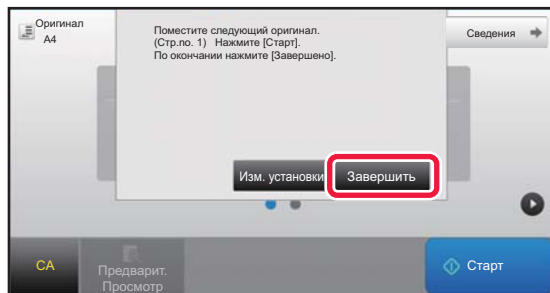 Оригинал
A4
Поместите следующий оригинал.
(Стр.no. 1) Нажмите [Старт].
По окончании нажмите [Завершено].
Сведения
Изм. установки
Завершить
CA
Предварит.
Просмотр
Старт